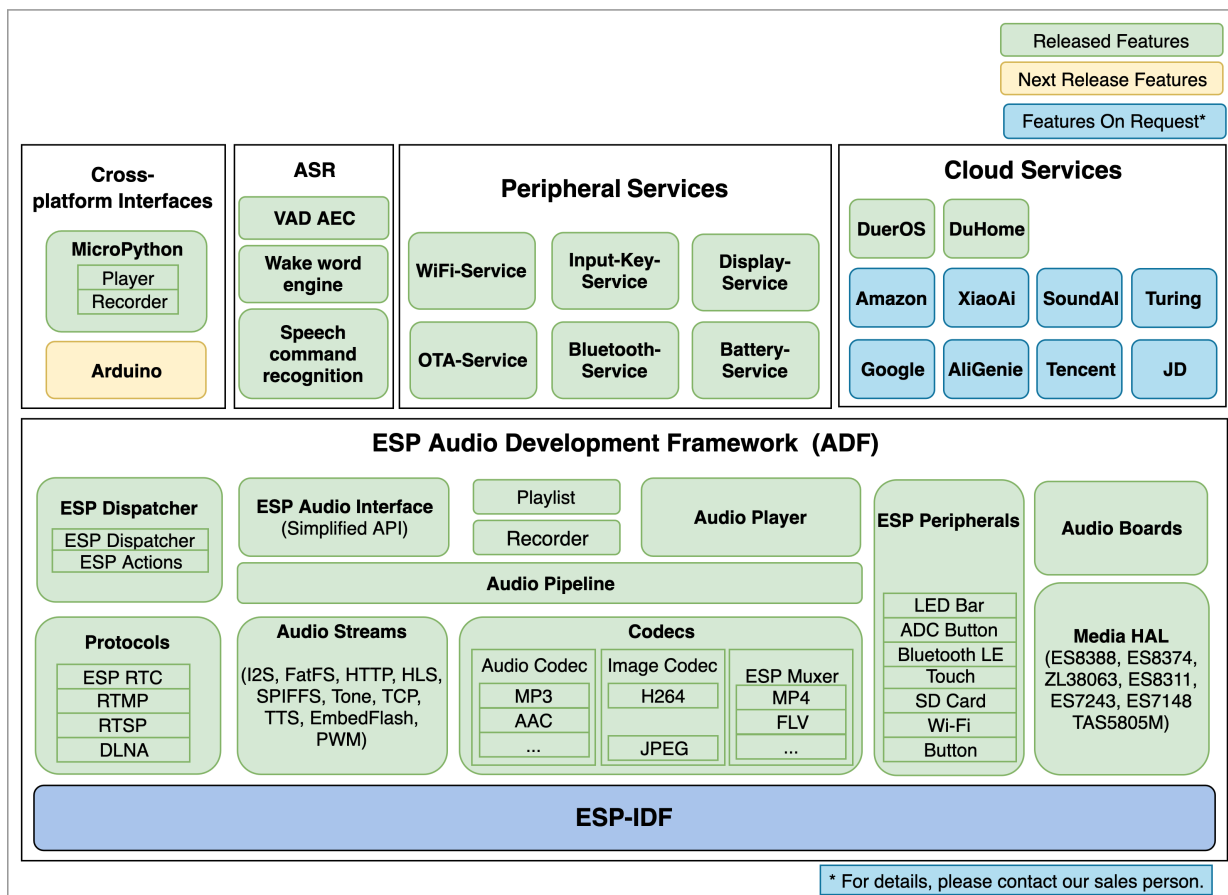 Released Features
Next Release Features
Features On Request*
Cross-
platform Interfaces
MicroPython
Player
Recorder
Arduino
ASR
VAD AEC
Wake word
engine
Speech
command
recognition
Peripheral Services
WiFi-Service
Input-Key-
Service
Display-
Service
OTA-Service
Bluetooth-
Service
Battery-
Service
Cloud Services
DuerOS
DuHome
Amazon
XiaoAi
SoundAI
Turing
Google
AliGenie
Tencent
JD
ESP Audio Development Framework (ADF)
ESP Dispatcher
ESP Dispatcher
ESP Actions
ESP Audio Interface
(Simplified API)
Playlist
Recorder
Audio Player
Audio Pipeline
Protocols
ESP RTC
RTMP
RTSP
DLNA
Audio Streams
(I2S, FatFS, HTTP, HLS,
SPIFFS, Tone, TCP,
TTS, EmbedFlash,
PWM)
Codecs
Audio Codec
MP3
AAC
...
Image Codec
H264
JPEG
ESP Muxer
MP4
FLV
...
ESP Peripherals
LED Bar
ADC Button
Bluetooth LE
Touch
SD Card
Wi-Fi
Button
Audio Boards
Media HAL
(ES8388, ES8374,
ZL38063, ES8311,
ES7243, ES7148
TAS5805M)
ESP-IDF
* For details, please contact our sales person.